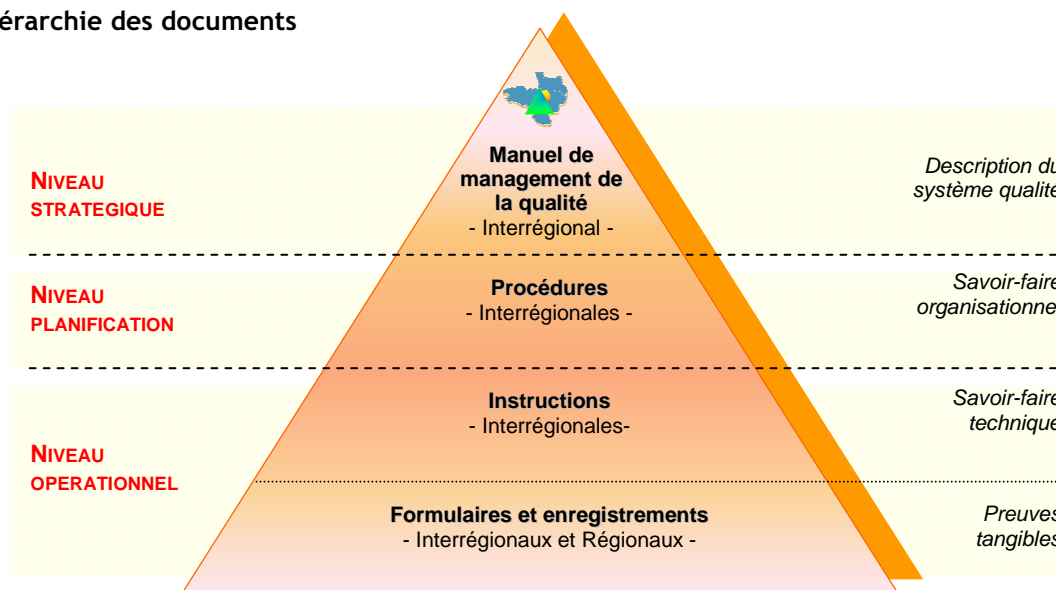 érarchie des documents
NIVEAU
STRATEGIQUE
Manuel de
management de
la qualité
- Interrégional -
Description du
système qualité
NIVEAU
PLANIFICATION
Procédures
- Interrégionales -
Savoir-faire
organisationnel
NIVEAU
OPERATIONNEL
Instructions
- Interrégionales-
Savoir-faire
technique
Formulaires et enregistrements
- Interrégionaux et Régionaux -
Preuves
tangibles